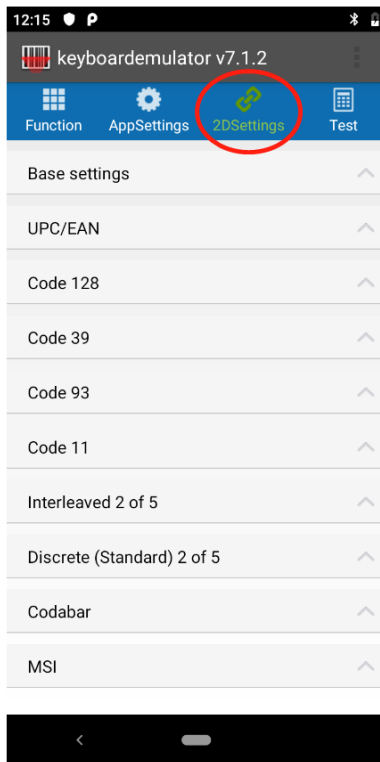 12:15
keyboardemulator v7.1.2
Function AppSettings 2DSettings Test
Base settings
UPC/EAN
Code 128
Code 39
Code 93
Code 11
Interleaved 2 of 5
Discrete (Standard) 2 of 5
Codabar
MSI